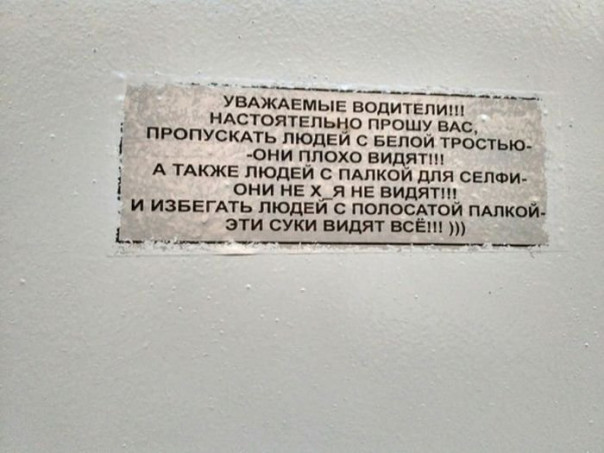 УВАЖАЕМЫЕ ВОДИТЕЛИ!!!
НАСТОЯТЕЛЬНО ПРОШУ ВАС,
ПРОПУСКАТЬ ЛЮДЕЙ С БЕЛОЙ ТРОСТЬЮ-
-ОНИ ПЛОХО ВИДЯТ!!!
А ТАКЖЕ ЛЮДЕЙ С ПАЛКОЙ ДЛЯ СЕЛФИ-
ОНИ НЕ Х_Я НЕ ВИДЯТ!!!
И ИЗБЕГАТЬ ЛЮДЕЙ С ПОЛОСАТОЙ ПАЛКОЙ-
ЭТИ СУКИ ВИДЯТ ВСЁ!!! )))